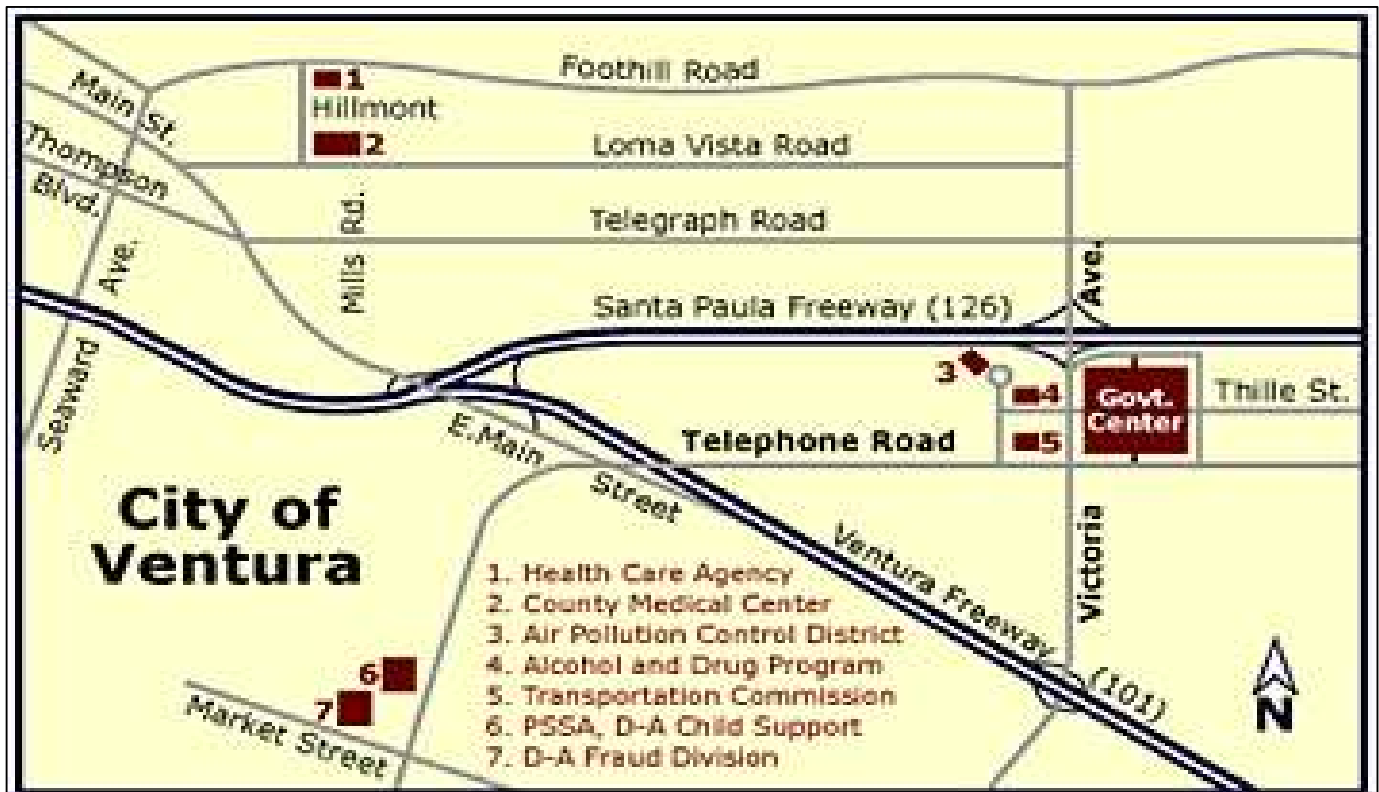 Foothill Road
1
Hillmont
2
Main St.
Loma Vista Road
Thompson
Blvd.
Telegraph Road
Mills Rd.
Seaward Ave.
Santa Paula Freeway (126)
Victoria Ave.
3
4
5
Govt.
Center
Thille St.
Telephone Road
E.Main Street
City of
Ventura
Ventura Freeway (101)
1. Health Care Agency
2. County Medical Center
3. Air Pollution Control District
4. Alcohol and Drug Program
5. Transportation Commission
6. PSSA, D-A Child Support
7. D-A Fraud Division
6
7
Market Street
N